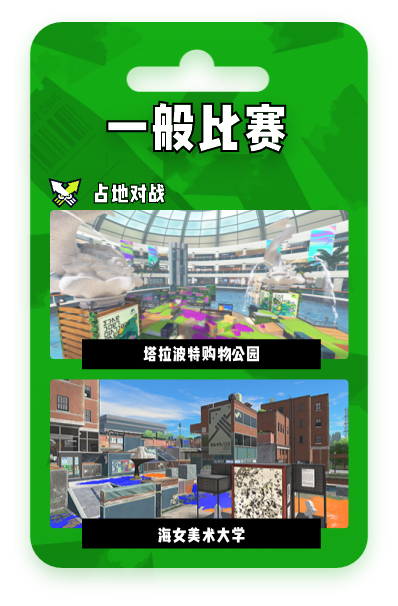 一般比赛
占地对战
塔拉波特购物公园
海女美术大学